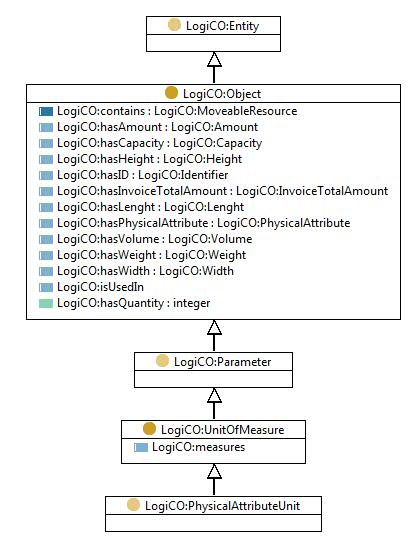 LogiCO:Entity
LogiCO:Object
LogiCO:contains : LogiCO:MoveableResource
LogiCO:hasAmount : LogiCO:Amount
LogiCO:hasCapacity : LogiCO:Capacity
LogiCO:hasHeight : LogiCO:Height
LogiCO:hasID : LogiCO:Identifier
LogiCO:hasInvoiceTotalAmount : LogiCO:InvoiceTotalAmount
LogiCO:hasLenght : LogiCO:Lenght
LogiCO:hasPhysicalAttribute : LogiCO:PhysicalAttribute
LogiCO:hasVolume : LogiCO:Volume
LogiCO:hasWeight : LogiCO:Weight
LogiCO:hasWidth : LogiCO:Width
LogiCO:isUsedIn
LogiCO:hasQuantity : integer
LogiCO:Parameter
LogiCO:UnitOfMeasure
LogiCO:measures
LogiCO:PhysicalAttributeUnit